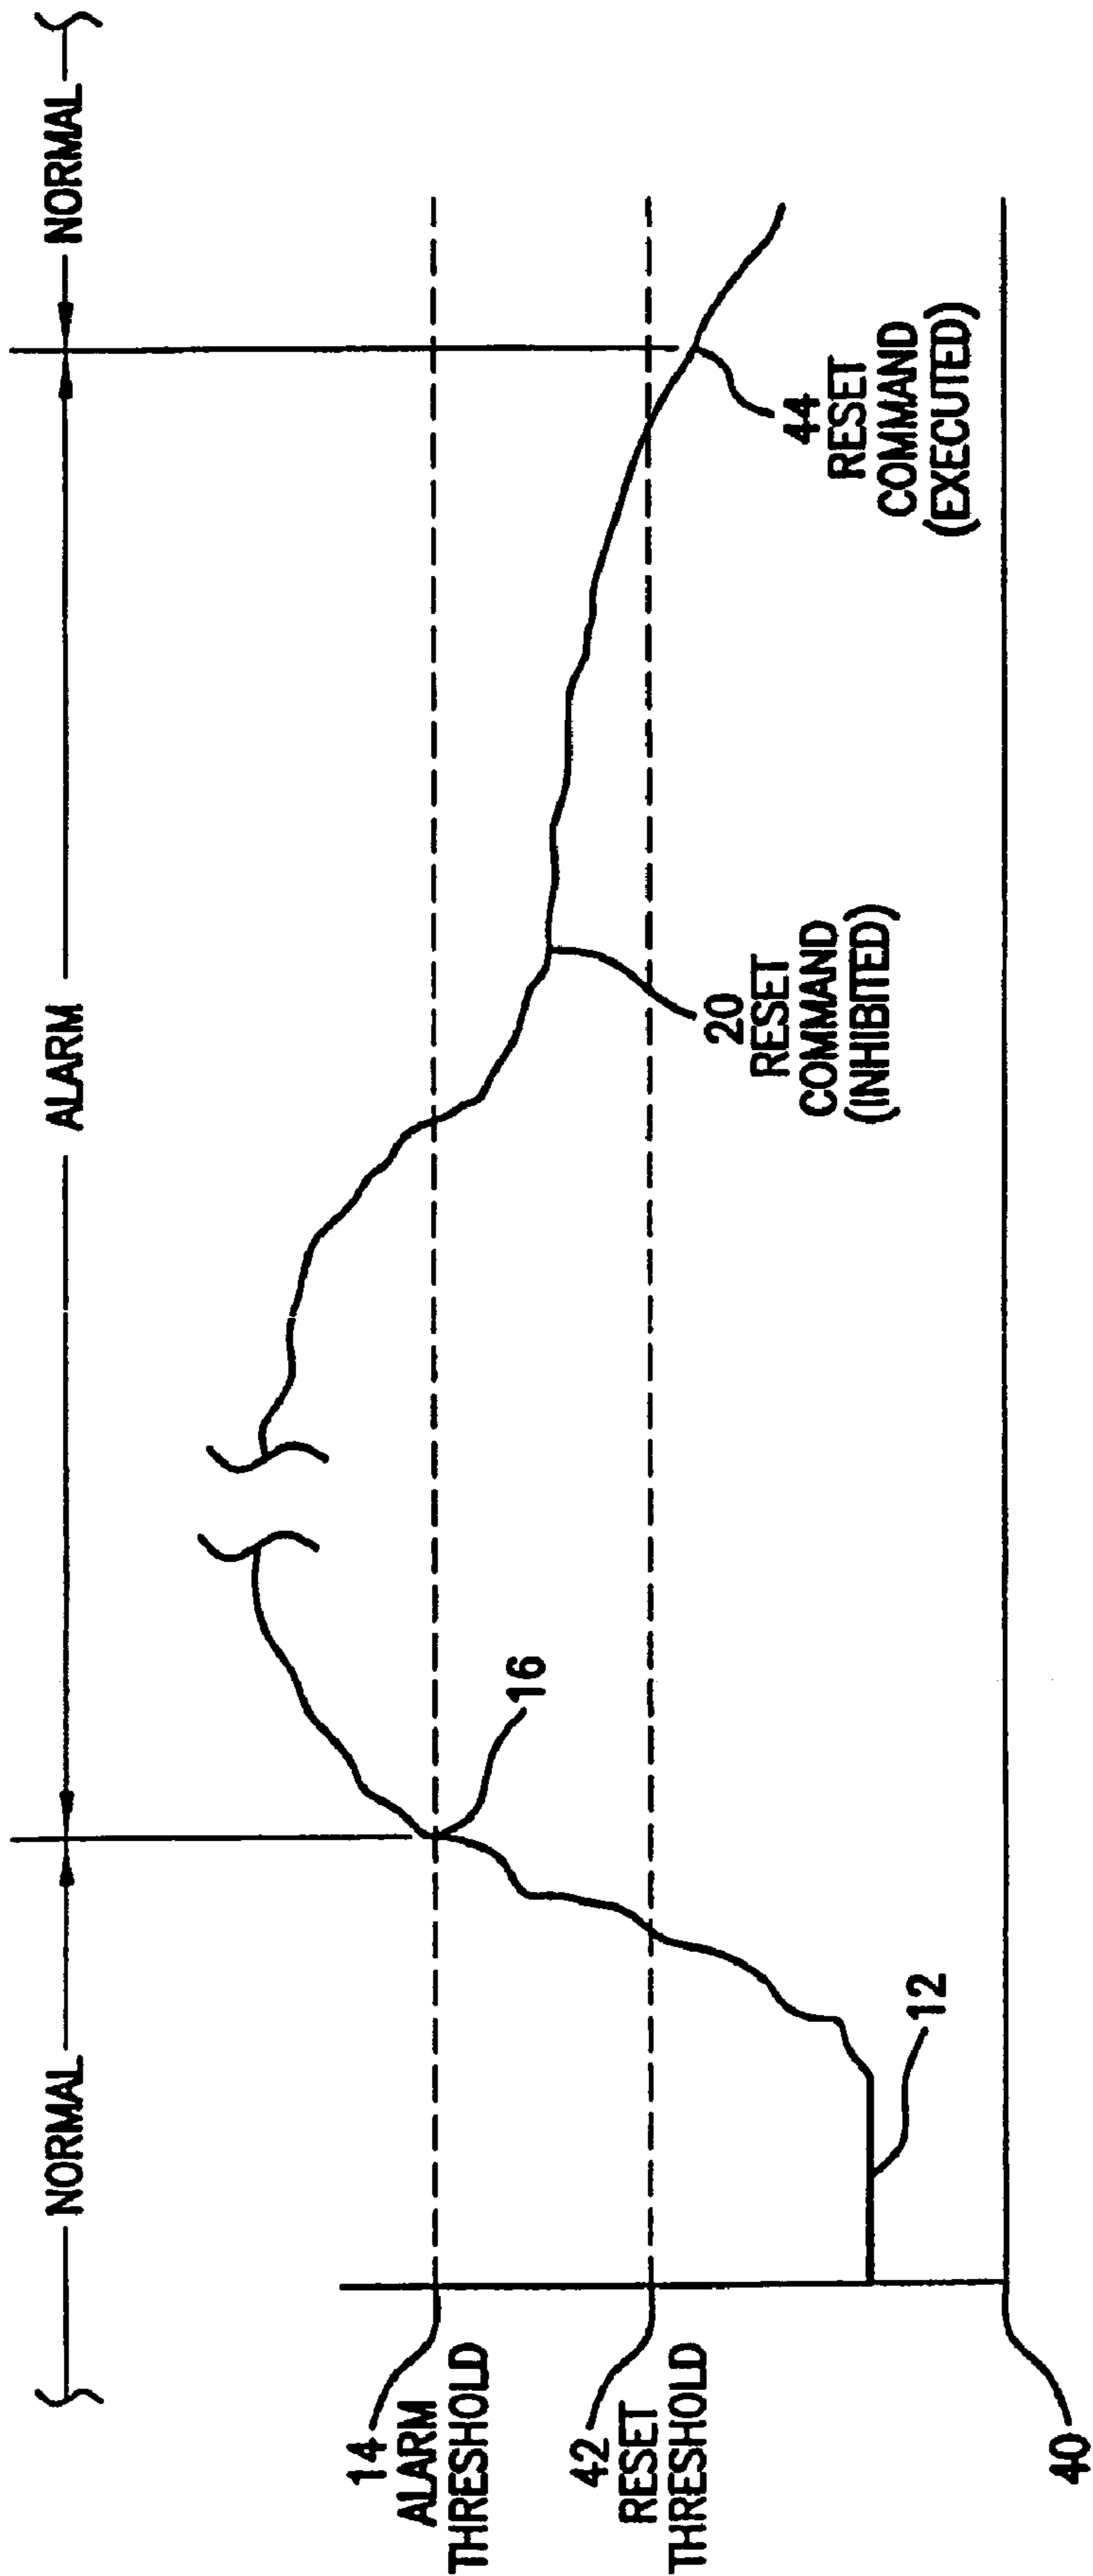 NORMAL
ALARM
NORMAL
14
ALARM
THRESHOLD
42
RESET
THRESHOLD
40
12
16
20
RESET
COMMAND
(INHIBITED)
44
RESET
COMMAND
(EXECUTED)